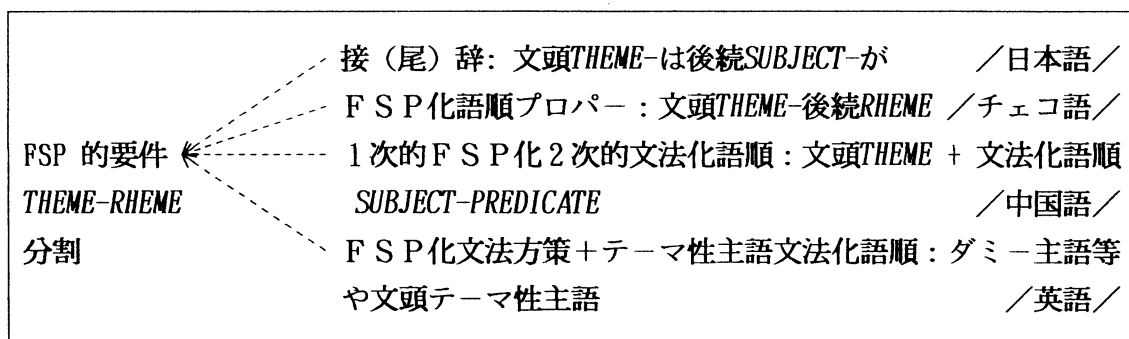 接（尾）辞: 文頭THEME-は後続SUBJECT-が ／日本語／
ＦＳＰ化語順プロパー：文頭THEME-後続RHEME ／チェコ語／
FSP 的要件 １次的ＦＳＰ化２次的文法化語順：文頭THEME + 文法化語順
THEME-RHEME SUBJECT-PREDICATE ／中国語／
分割 ＦＳＰ化文法方策＋テーマ性主語文法化語順：ダミー主語等
や文頭テーマ性主語 ／英語／